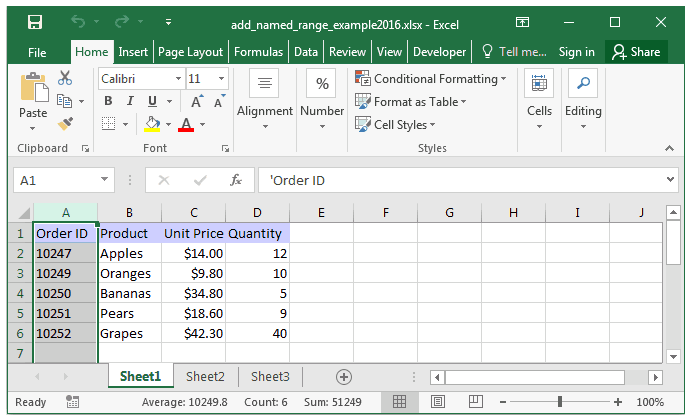 add_named_range_example2016.xlsx - Excel
File Home Insert Page Layout Formulas Data Review View Developer Tell me... Sign in Share
Paste
Calibri 11
B I U A A
A
Alignment
%
Number
Conditional Formatting
Format as Table
Cell Styles
Cells
Editing
Clipboard Font Styles
A1 fx 'Order ID
A B C D E F G H I J
1 Order ID Product Unit Price Quantity
2 10247 Apples $14.00 12
3 10249 Oranges $9.80 10
4 10250 Bananas $34.80 5
5 10251 Pears $18.60 9
6 10252 Grapes $42.30 40
7
Sheet1 Sheet2 Sheet3
Ready Average: 10249.8 Count: 6 Sum: 51249 100%